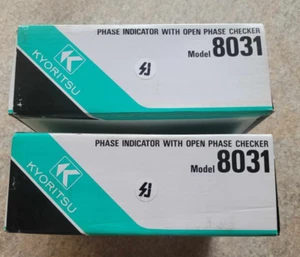 PHASE INDICATOR WITH OPEN PHASE CHECKER
Model 8031
KYORITSU
PHASE INDICATOR WITH OPEN PHASE CHECKER
Model 8031
KYORITSU